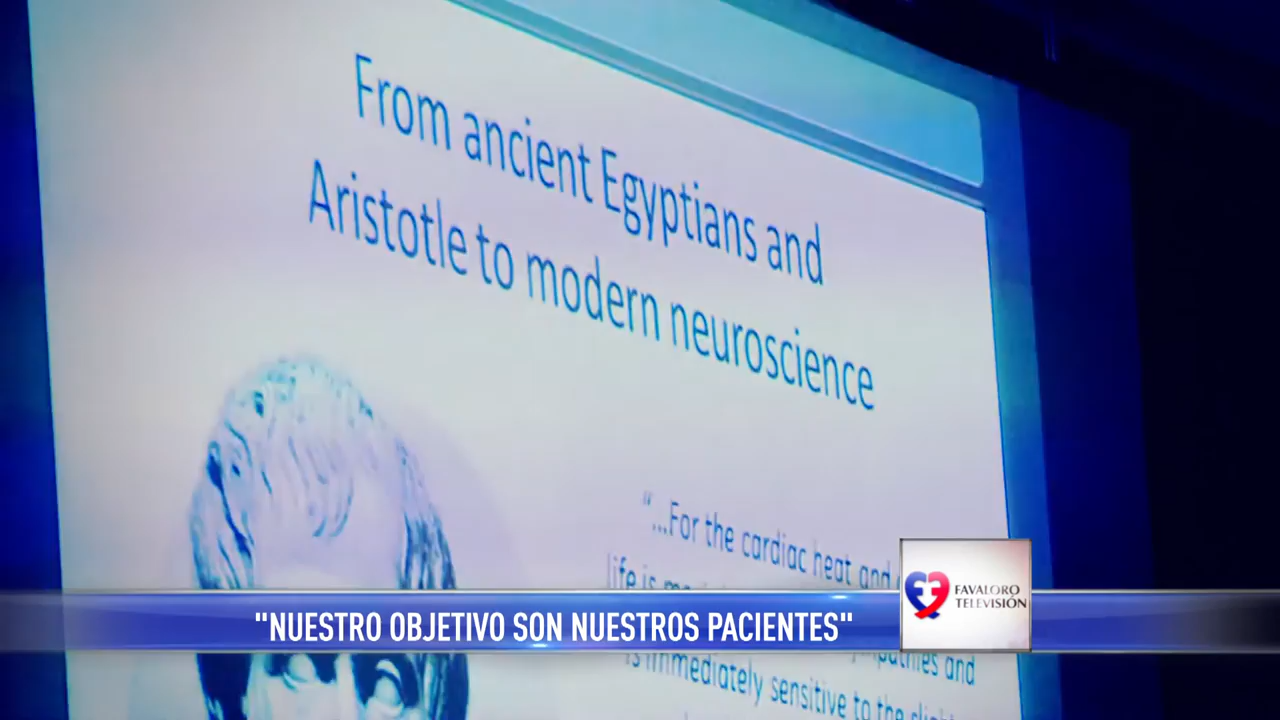 From ancient Egyptians and
Aristotle to modern neuroscience
"...For the cardiac heat and
life is
"NUESTRO OBJETIVO SON NUESTROS PACIENTES"
FAVALORO
TELEVISIÓN
and
is immediately sensitive to the